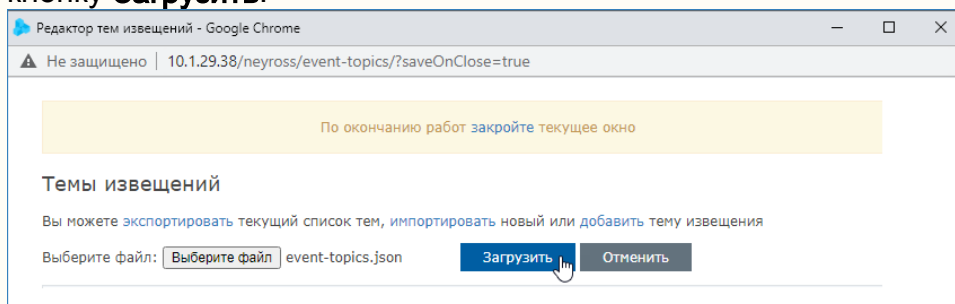 кнопку Загрузить.
Редактор тем извещений - Google Chrome
Не защищено | 10.1.29.38/neyross/event-topics/?saveOnClose=true
По окончанию работ закройте текущее окно
Темы извещений
Вы можете экспортировать текущий список тем, импортировать новый или добавить тему извещения
Выберите файл: Выберите файл event-topics.json Загрузить Отменить